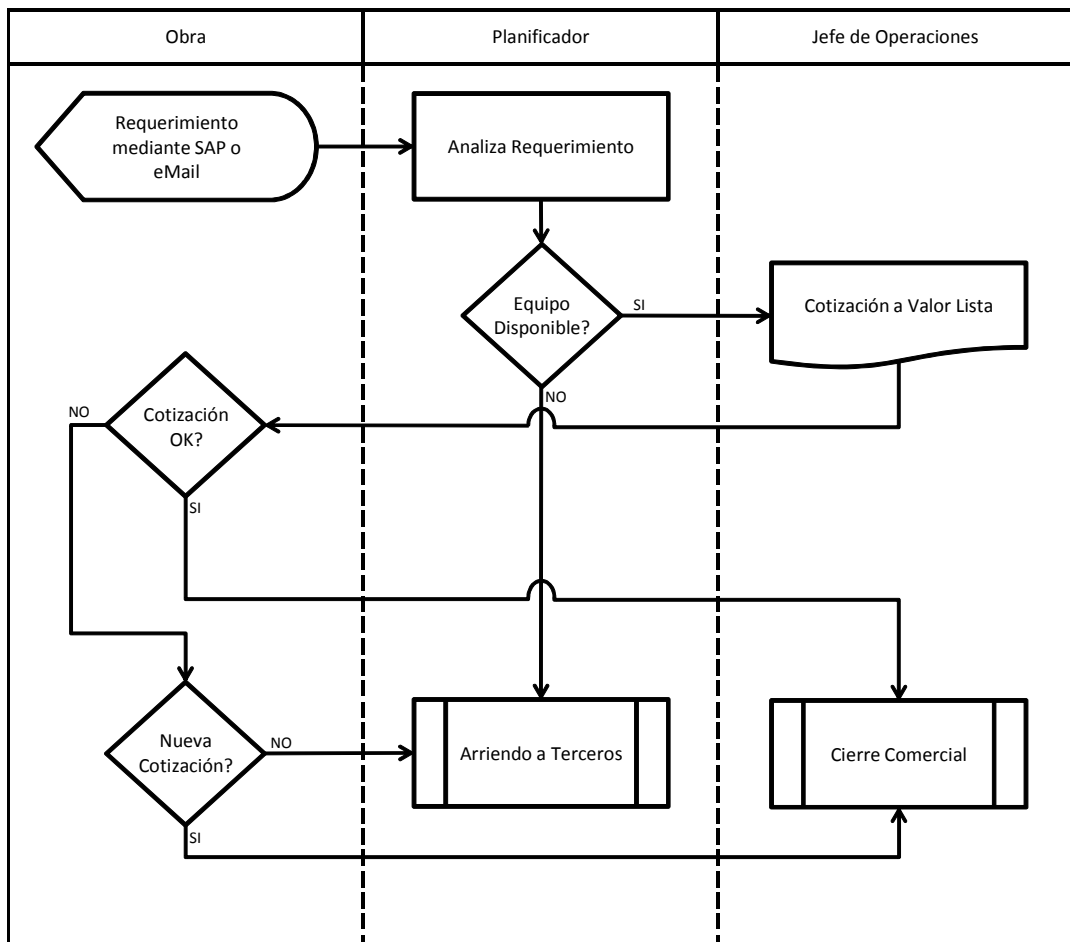 Obra
Planificador
Jefe de Operaciones
Requerimiento
mediante SAP o
eMail
Analiza Requerimiento
Equipo
Disponible?
SI
Cotización a Valor Lista
NO
NO
Cotización
OK?
SI
Nueva
Cotización?
NO
Arriendo a Terceros
Cierre Comercial
SI